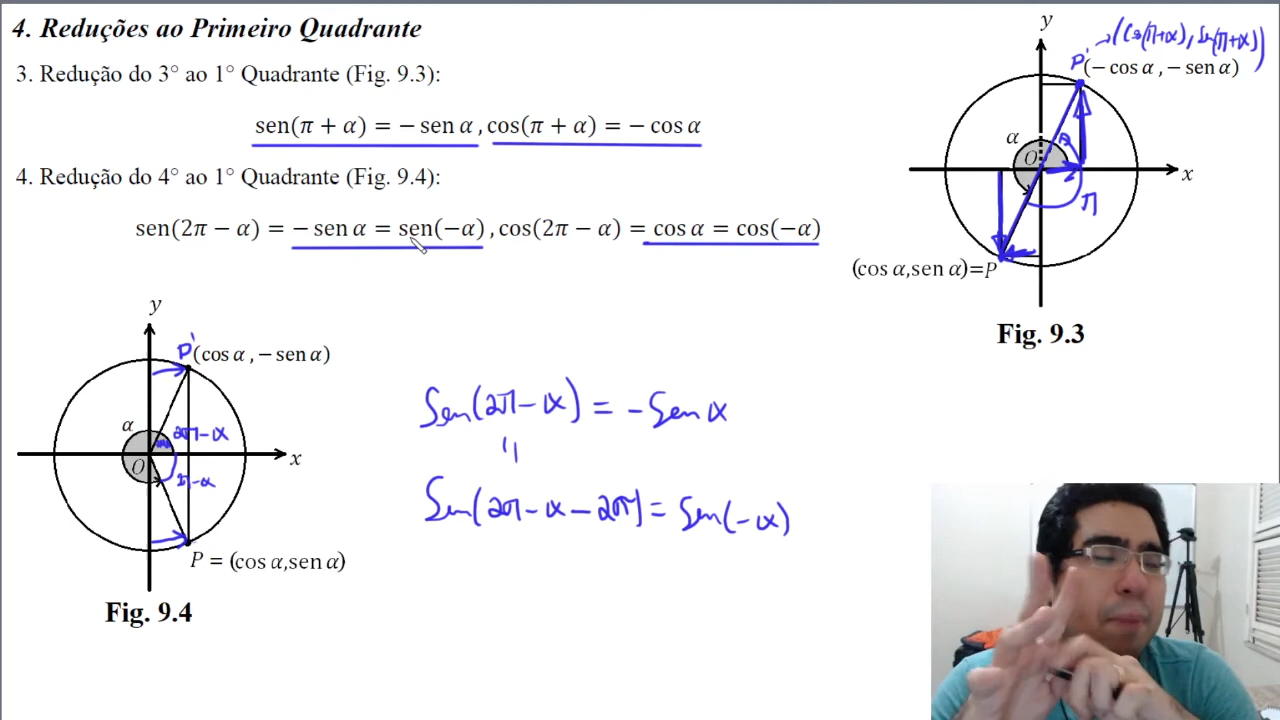 4. Reduções ao Primeiro Quadrante
3. Redução do 3° ao 1° Quadrante (Fig. 9.3):
sen(π + α) = − sen α , cos(π + α) = − cos α
4. Redução do 4° ao 1° Quadrante (Fig. 9.4):
sen(2π − α) = − sen α = sen(−α) , cos(2π − α) = cos α = cos(−α)
y
→ (cos(π+α), sen(π+α))
P' (− cos α , − sen α)
α
O
x
π
(cos α,sen α)=P
Fig. 9.3
y
P' (cos α , − sen α)
α
2π−α
O
x
2π−α
P = (cos α,sen α)
Fig. 9.4
Sen(2π−α) = −Sen α
Sen(2π−α−2π) = Sen(−α)